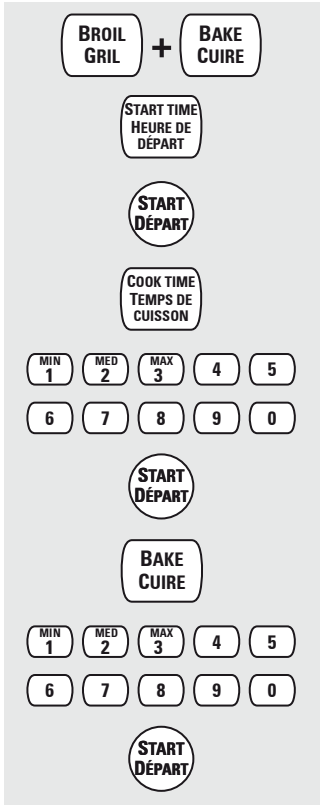 BROIL
GRIL
+
BAKE
CUIRE
START TIME
HEURE DE
DÉPART
START
DÉPART
COOK TIME
TEMPS DE
CUISSON
MIN MED MAX
1 2 3 4 5
6 7 8 9 0
START
DÉPART
BAKE
CUIRE
MIN MED MAX
1 2 3 4 5
6 7 8 9 0
START
DÉPART